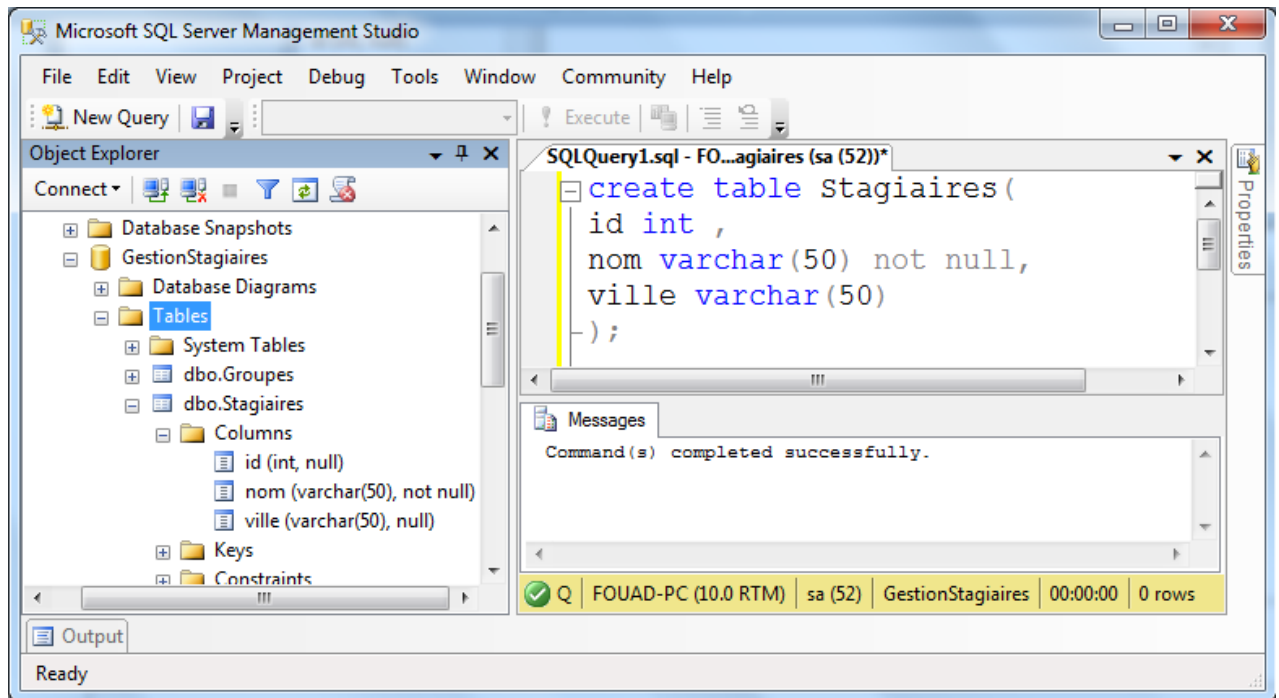 Microsoft SQL Server Management Studio
File Edit View Project Debug Tools Window Community Help
New Query Execute
Object Explorer
Connect
Database Snapshots
GestionStagiaires
Database Diagrams
Tables
System Tables
dbo.Groupes
dbo.Stagiaires
Columns
id (int, null)
nom (varchar(50), not null)
ville (varchar(50), null)
Keys
Constraints
SQLQuery1.sql - FO...agiaires (sa (52))*
create table Stagiaires(
id int ,
nom varchar(50) not null,
ville varchar(50)
);
Messages
Command(s) completed successfully.
Q FOUAD-PC (10.0 RTM) sa (52) GestionStagiaires 00:00:00 0 rows
Properties
Output
Ready